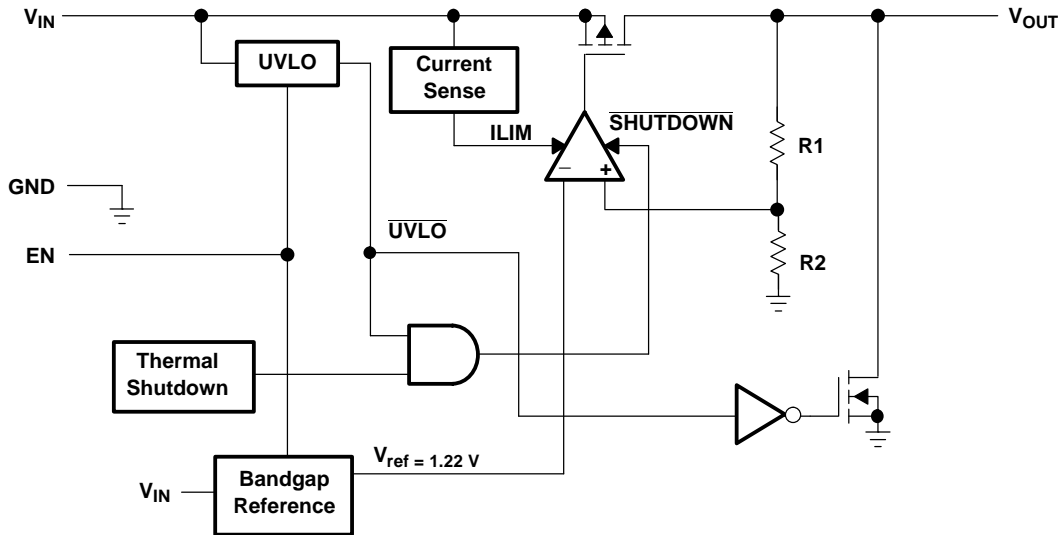 VIN
VOUT
UVLO
Current
Sense
SHUTDOWN
ILIM
R1
GND
UVLO
EN
R2
Thermal
Shutdown
Vref = 1.22 V
Bandgap
Reference
VIN
− +